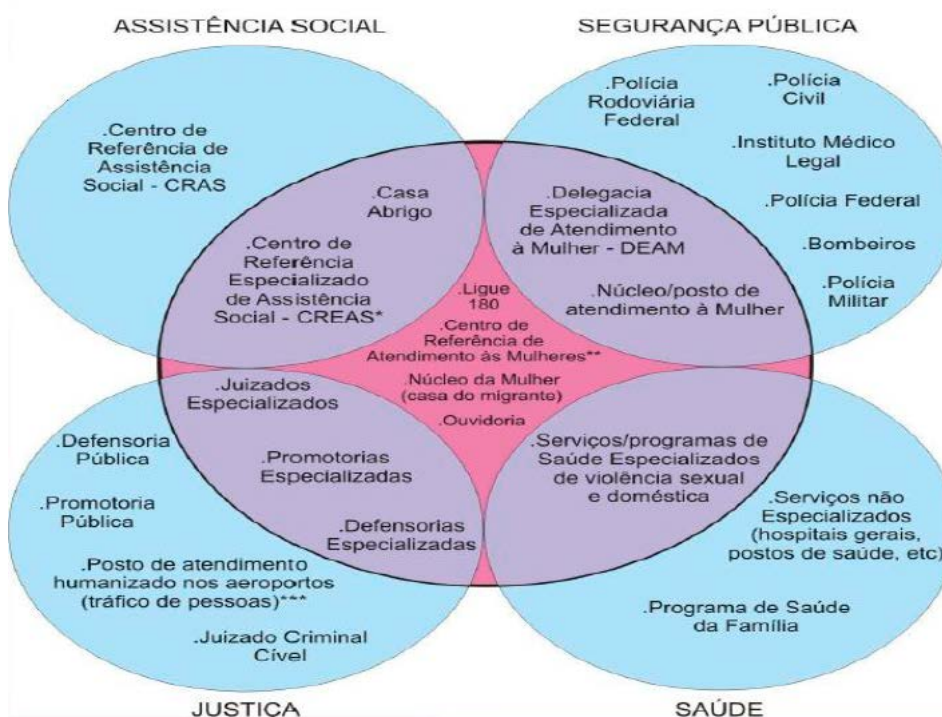 ASSISTÊNCIA SOCIAL
SEGURANÇA PÚBLICA
.Centro de
Referência de
Assistência
Social - CRAS
.Casa
Abrigo
.Centro de
Referência
Especializado
de Assistência
Social - CREAS*
.Polícia
Rodoviária
Federal
.Polícia
Civil
.Instituto Médico
Legal
.Polícia Federal
.Bombeiros
.Polícia
Militar
.Delegacia
Especializada
de Atendimento
à Mulher - DEAM
.Núcleo/posto de
atendimento à Mulher
.Ligue
180
.Centro de
Referência de
Atendimento às Mulheres**
.Núcleo da Mulher
(casa do migrante)
.Ouvidoria
.Juizados
Especializados
.Promotorias
Especializadas
.Defensorias
Especializadas
.Defensoria
Pública
.Promotoria
Pública
.Posto de atendimento
humanizado nos aeroportos
(tráfico de pessoas)***
.Juizado Criminal
Cível
.Serviços/programas de
Saúde Especializados
de violência sexual
e doméstica
.Serviços não
Especializados
(hospitais gerais,
postos de saúde, etc)
.Programa de Saúde
da Família
JUSTIÇA
SAÚDE